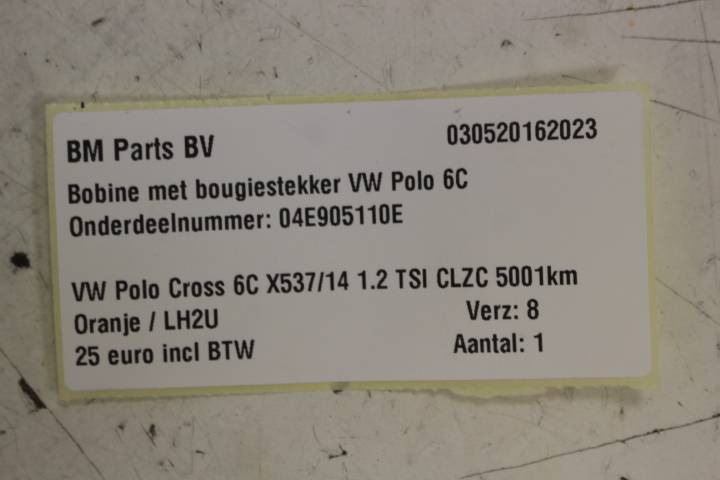 BM Parts BV 030520162023
Bobine met bougiestekker VW Polo 6C
Onderdeelnummer: 04E905110E
VW Polo Cross 6C X537/14 1.2 TSI CLZC 5001km
Oranje / LH2U Verz: 8
25 euro incl BTW Aantal: 1